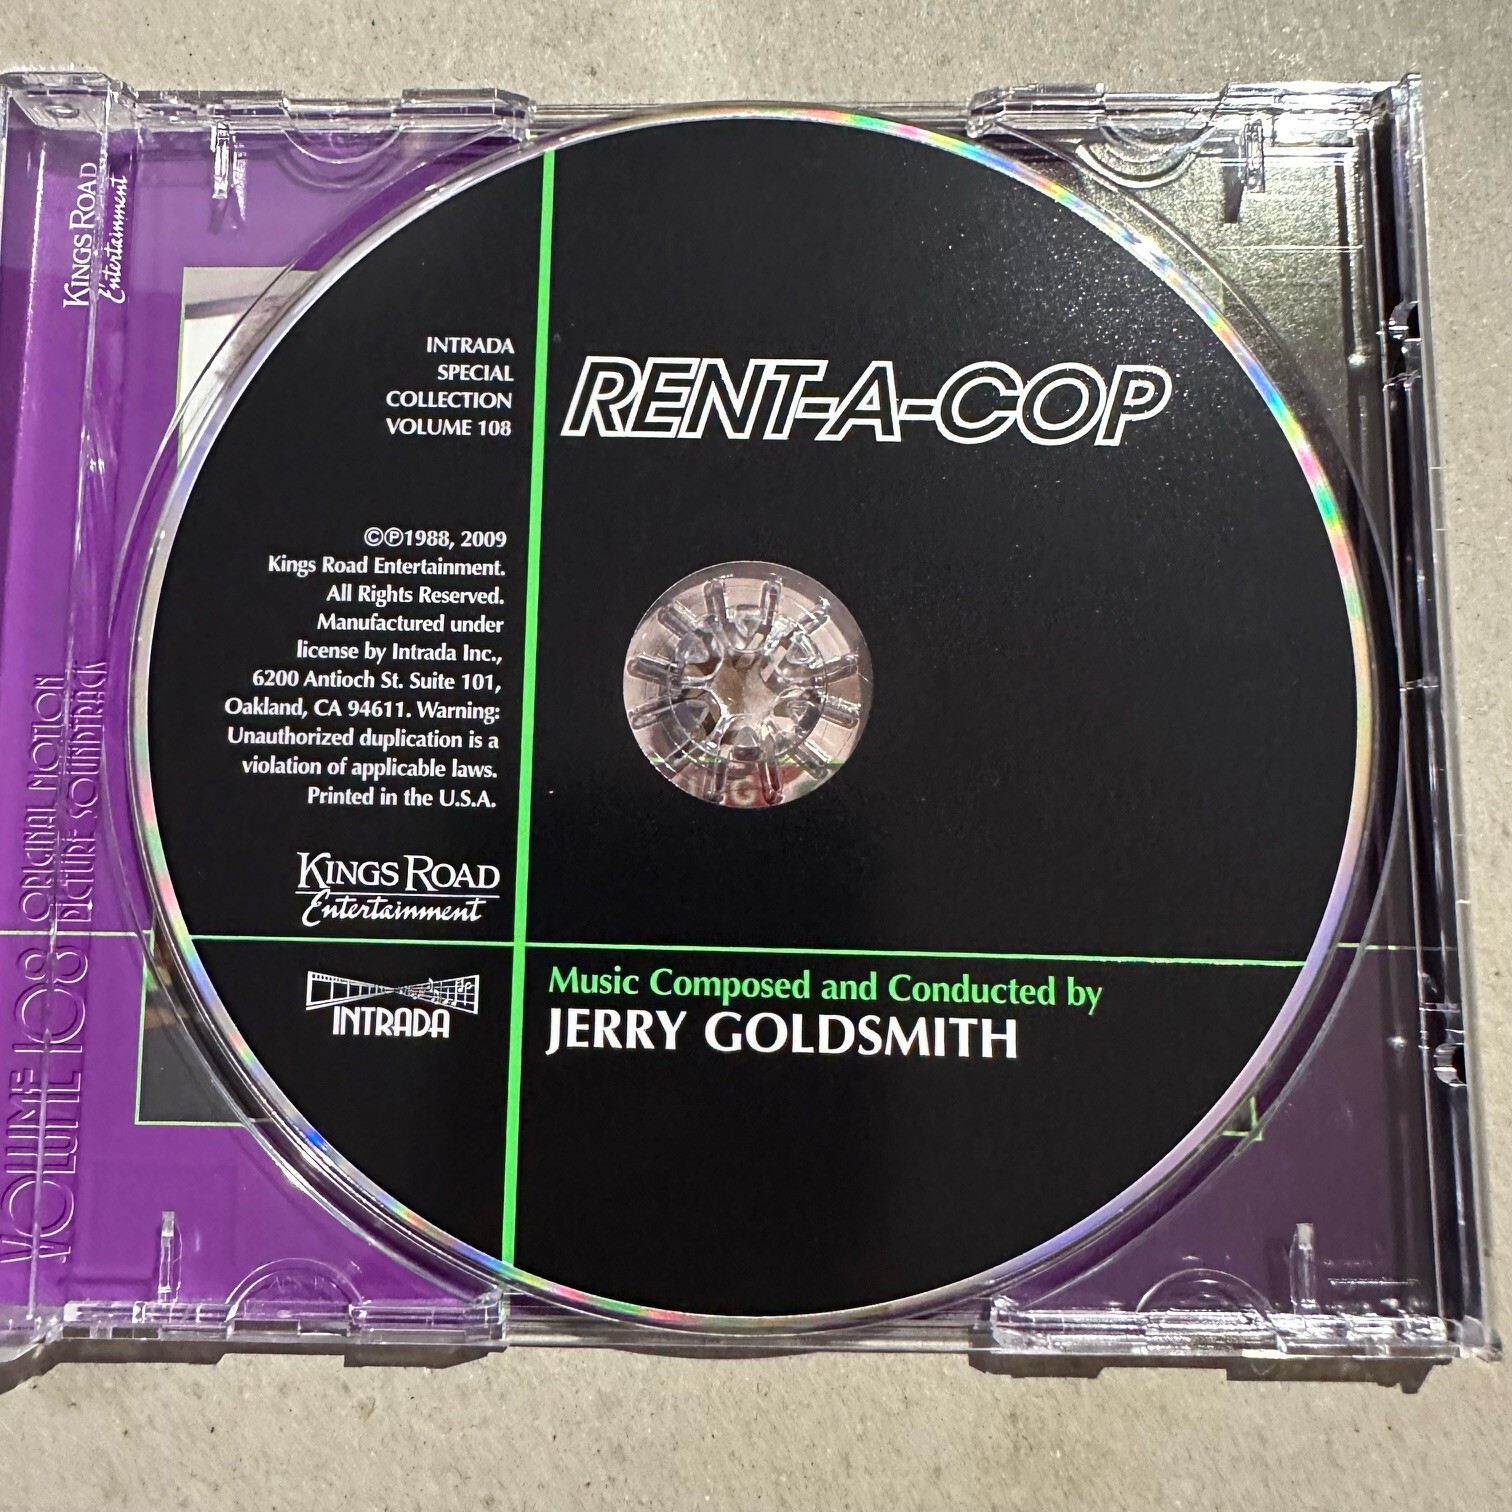 KINGS ROAD
Entertainment
VOLUME 108 ORIGINAL MOTION
PICTURE SOUNDTRACK
INTRADA
SPECIAL
COLLECTION
VOLUME 108
RENT-A-COP
©℗1988, 2009
Kings Road Entertainment.
All Rights Reserved.
Manufactured under
license by Intrada Inc.,
6200 Antioch St. Suite 101,
Oakland, CA 94611. Warning:
Unauthorized duplication is a
violation of applicable laws.
Printed in the U.S.A.
KINGS ROAD
Entertainment
INTRADA
Music Composed and Conducted by
JERRY GOLDSMITH